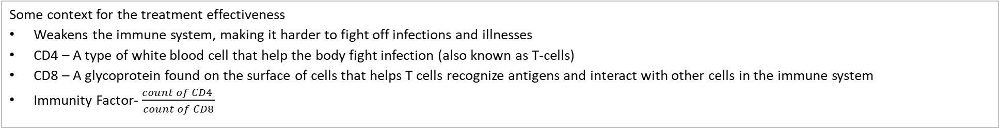 Some context for the treatment effectiveness
• Weakens the immune system, making it harder to fight off infections and illnesses
• CD4 – A type of white blood cell that help the body fight infection (also known as T-cells)
• CD8 – A glycoprotein found on the surface of cells that helps T cells recognize antigens and interact with other cells in the immune system
• Immunity Factor- \frac{count of CD4}{count of CD8}